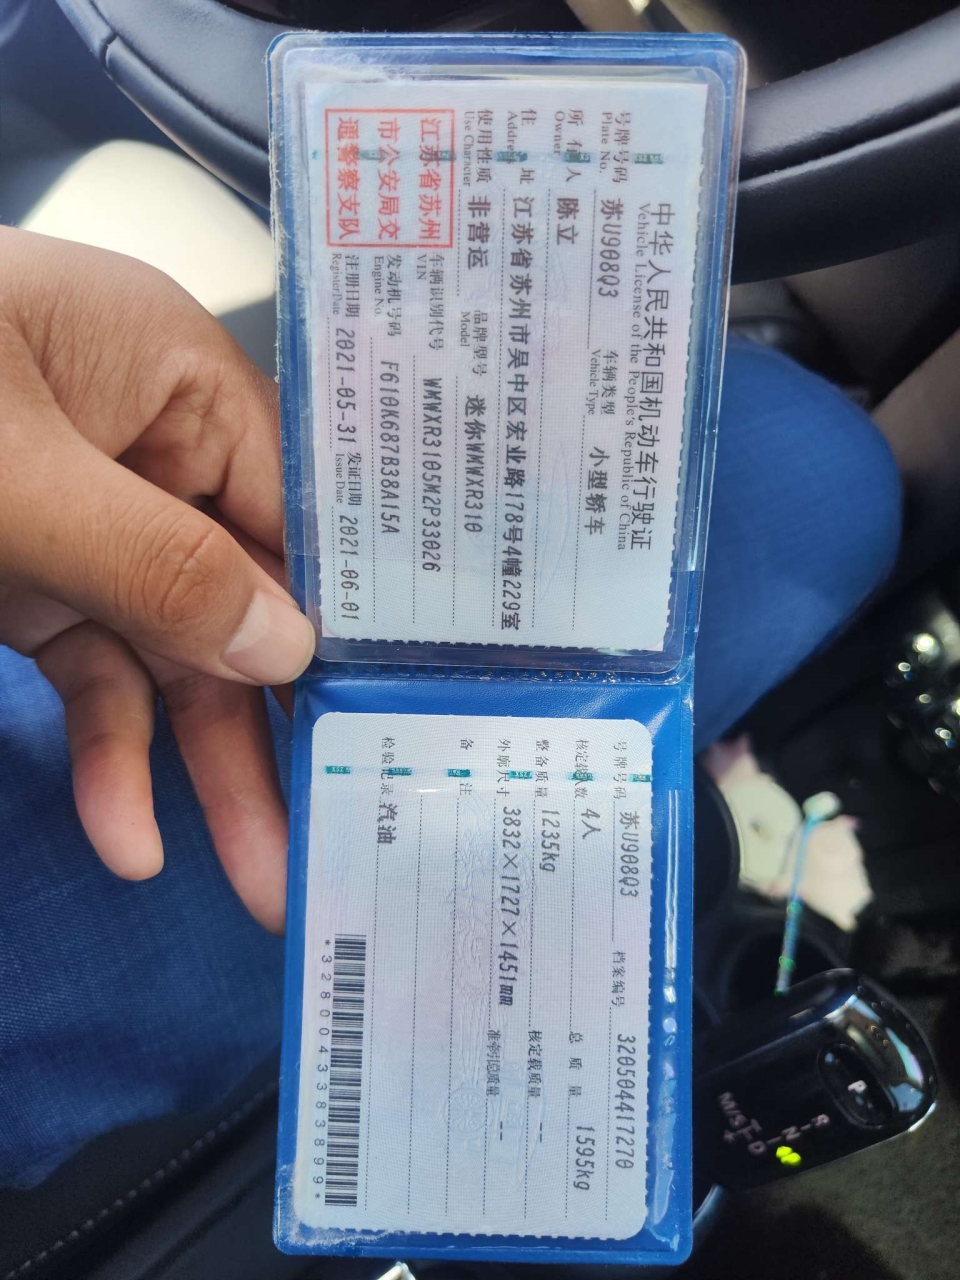 中华人民共和国机动车行驶证
Vehicle License of the People's Republic of China
号牌号码 苏U908Q3 车辆类型 小型轿车
Plate No. Vehicle Type
所有人 陈立
Owner
住址 江苏省苏州市吴中区宏业路178号4幢229室
Address
使用性质 非营运 品牌型号 迷你WMWXR310
Use Character Model
江苏省苏州
市公安局交
通警察支队
车辆识别代号 WMWXR3105M2P33026
VIN
发动机号码 F610K687B38A15A
Engine No.
注册日期 2021-05-31 发证日期 2021-06-01
Register Date Issue Date
号牌号码 苏U908Q3 档案编号 320504417270
核定载人数 4人 总质量 1595kg
整备质量 1235kg 核定载质量 --
外廓尺寸 3832×1727×1451mm 准牵引总质量 --
备注
检验记录 汽油
*3280043383899*
P
R
N
D
M/S
+